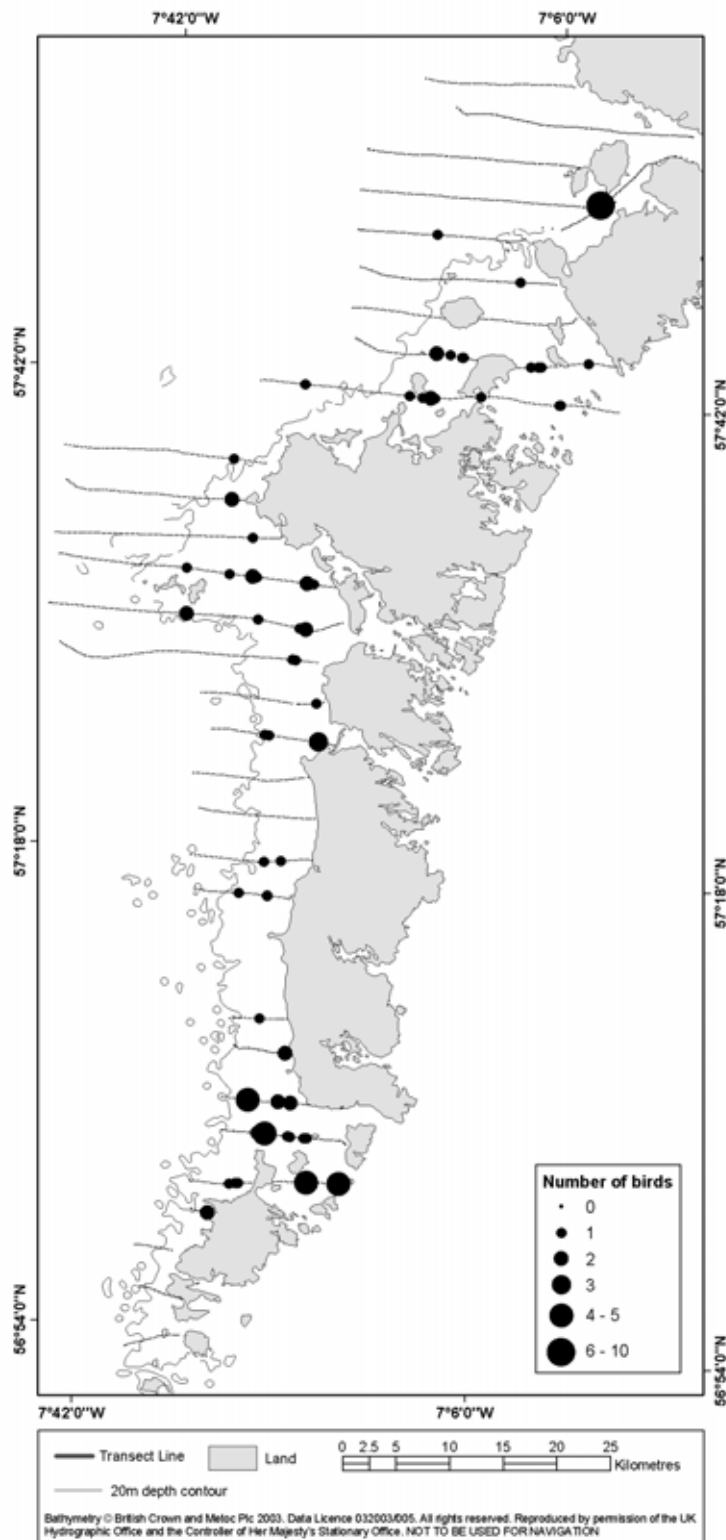 7°42'0"W 7°6'0"W
57°42'0"N
57°42'0"N
57°18'0"N
57°18'0"N
56°54'0"N
56°54'0"N
Number of birds
0
1
2
3
4 - 5
6 - 10
7°42'0"W 7°6'0"W
Transect Line Land 0 2.5 5 10 15 20 25
Kilometres
20m depth contour
Bathymetry © British Crown and Metoc Plc 2003. Data Licence 032003/005. All rights reserved. Reproduced by permission of the UK
Hydrographic Office and the Controller of Her Majesty's Stationary Office. NOT TO BE USED FOR NAVIGATION